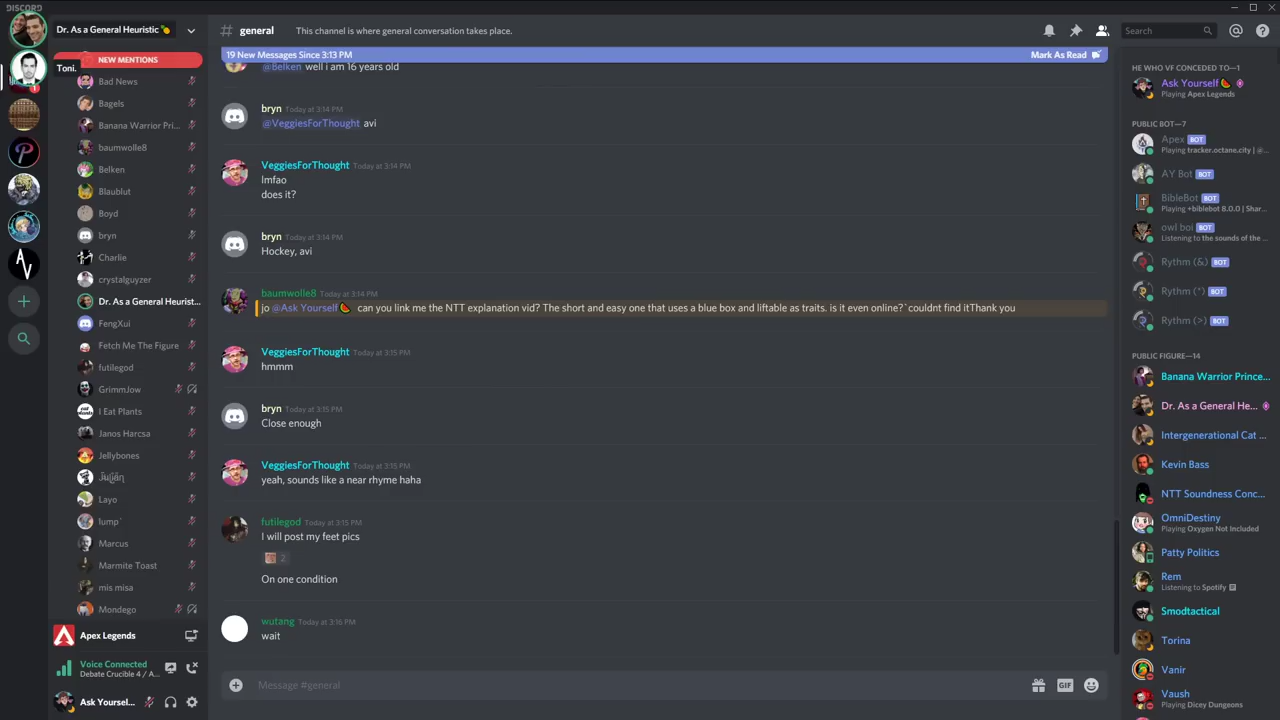 DISCORD
Dr. As a General Heuristic
Toni.
NEW MENTIONS
Bad News
Bagels
Banana Warrior Pri...
baumwolle8
Belken
Blaublut
Boyd
bryn
Charlie
crystalguyzer
Dr. As a General Heurist...
FengXui
Fetch Me The Figure
futilegod
GrimmJow
I Eat Plants
Janos Harcsa
Jellybones
Layo
lump´
Marcus
Marmite Toast
mis misa
Mondego
Apex Legends
Voice Connected
Debate Crucible 4 / A...
Ask Yoursel...
# general
This channel is where general conversation takes place.
Search
19 New Messages Since 3:13 PM
Mark As Read
@Belken well i am 16 years old
bryn Today at 3:14 PM
@VeggiesForThought avi
VeggiesForThought Today at 3:14 PM
lmfao
does it?
bryn Today at 3:14 PM
Hockey, avi
baumwolle8 Today at 3:14 PM
jo @Ask Yourself🍉 can you link me the NTT explanation vid? The short and easy one that uses a blue box and liftable as traits. is it even online?`couldnt find itThank you
VeggiesForThought Today at 3:15 PM
hmmm
bryn Today at 3:15 PM
Close enough
VeggiesForThought Today at 3:15 PM
yeah, sounds like a near rhyme haha
futilegod Today at 3:15 PM
I will post my feet pics
2
On one condition
wutang Today at 3:16 PM
wait
Message #general
GIF
HE WHO VF CONCEDED TO—1
Ask Yourself🍉
Playing Apex Legends
PUBLIC BOT—7
Apex BOT
Playing tracker.octane.city | @...
AY Bot BOT
BibleBot BOT
Playing +biblebot 8.0.0 | Shar...
owl boi BOT
Listening to the sounds of the ...
Rythm (&) BOT
Rythm (*) BOT
Rythm (>) BOT
PUBLIC FIGURE—14
Banana Warrior Prince...
Dr. As a General He...
Intergenerational Cat ...
Kevin Bass
NTT Soundness Conc...
OmniDestiny
Playing Oxygen Not Included
Patty Politics
Rem
Listening to Spotify
Smodtactical
Torina
Vanir
Vaush
Playing Dicey Dungeons